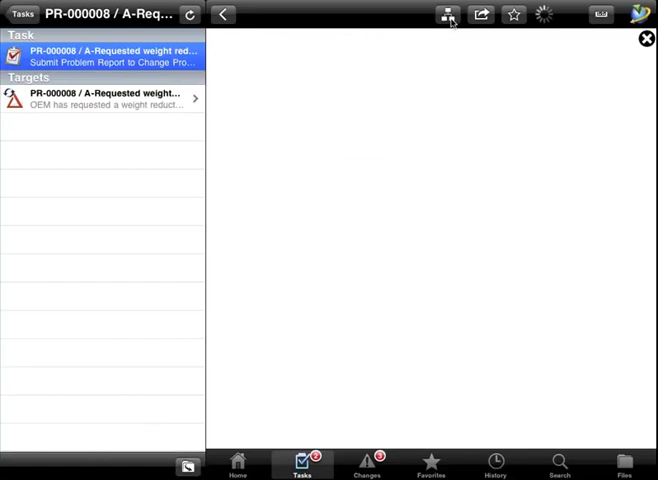 Tasks
PR-000008 / A-Req...
Task
PR-000008 / A-Requested weight red...
Submit Problem Report to Change Pro...
Targets
PR-000008 / A-Requested weight...
OEM has requested a weight reduct...
Home
Tasks
2
Changes
3
Favorites
History
Search
Files